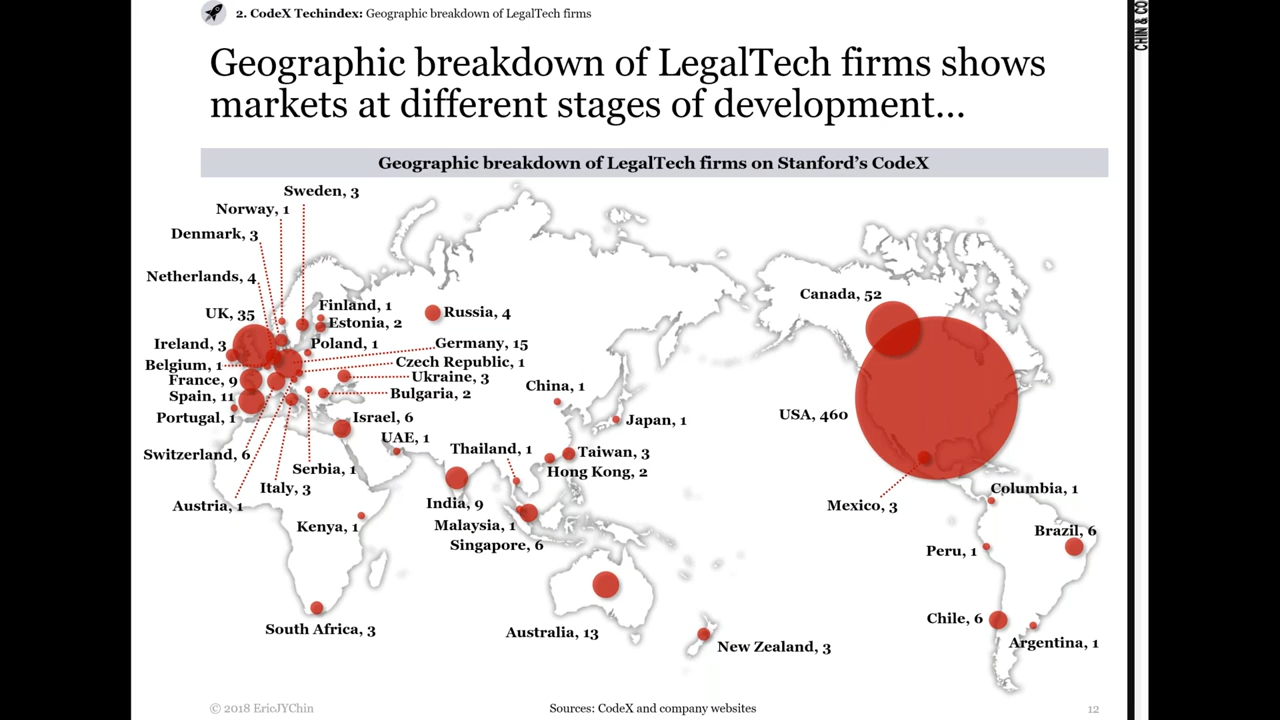 2. CodeX Techindex: Geographic breakdown of LegalTech firms
CHIN & CO
Geographic breakdown of LegalTech firms shows
markets at different stages of development...
Geographic breakdown of LegalTech firms on Stanford's CodeX
Sweden, 3
Norway, 1
Denmark, 3
Netherlands, 4
UK, 35
Finland, 1
Estonia, 2
Russia, 4
Canada, 52
Ireland, 3
Poland, 1
Germany, 15
Belgium, 1
Czech Republic, 1
France, 9
Ukraine, 3
Spain, 11
Bulgaria, 2
China, 1
Portugal, 1
Israel, 6
Japan, 1
USA, 460
UAE, 1
Thailand, 1
Taiwan, 3
Switzerland, 6
Serbia, 1
Hong Kong, 2
Italy, 3
Columbia, 1
Austria, 1
India, 9
Mexico, 3
Kenya, 1
Malaysia, 1
Brazil, 6
Singapore, 6
Peru, 1
South Africa, 3
Australia, 13
New Zealand, 3
Chile, 6
Argentina, 1
© 2018 EricJYChin
Sources: CodeX and company websites
12